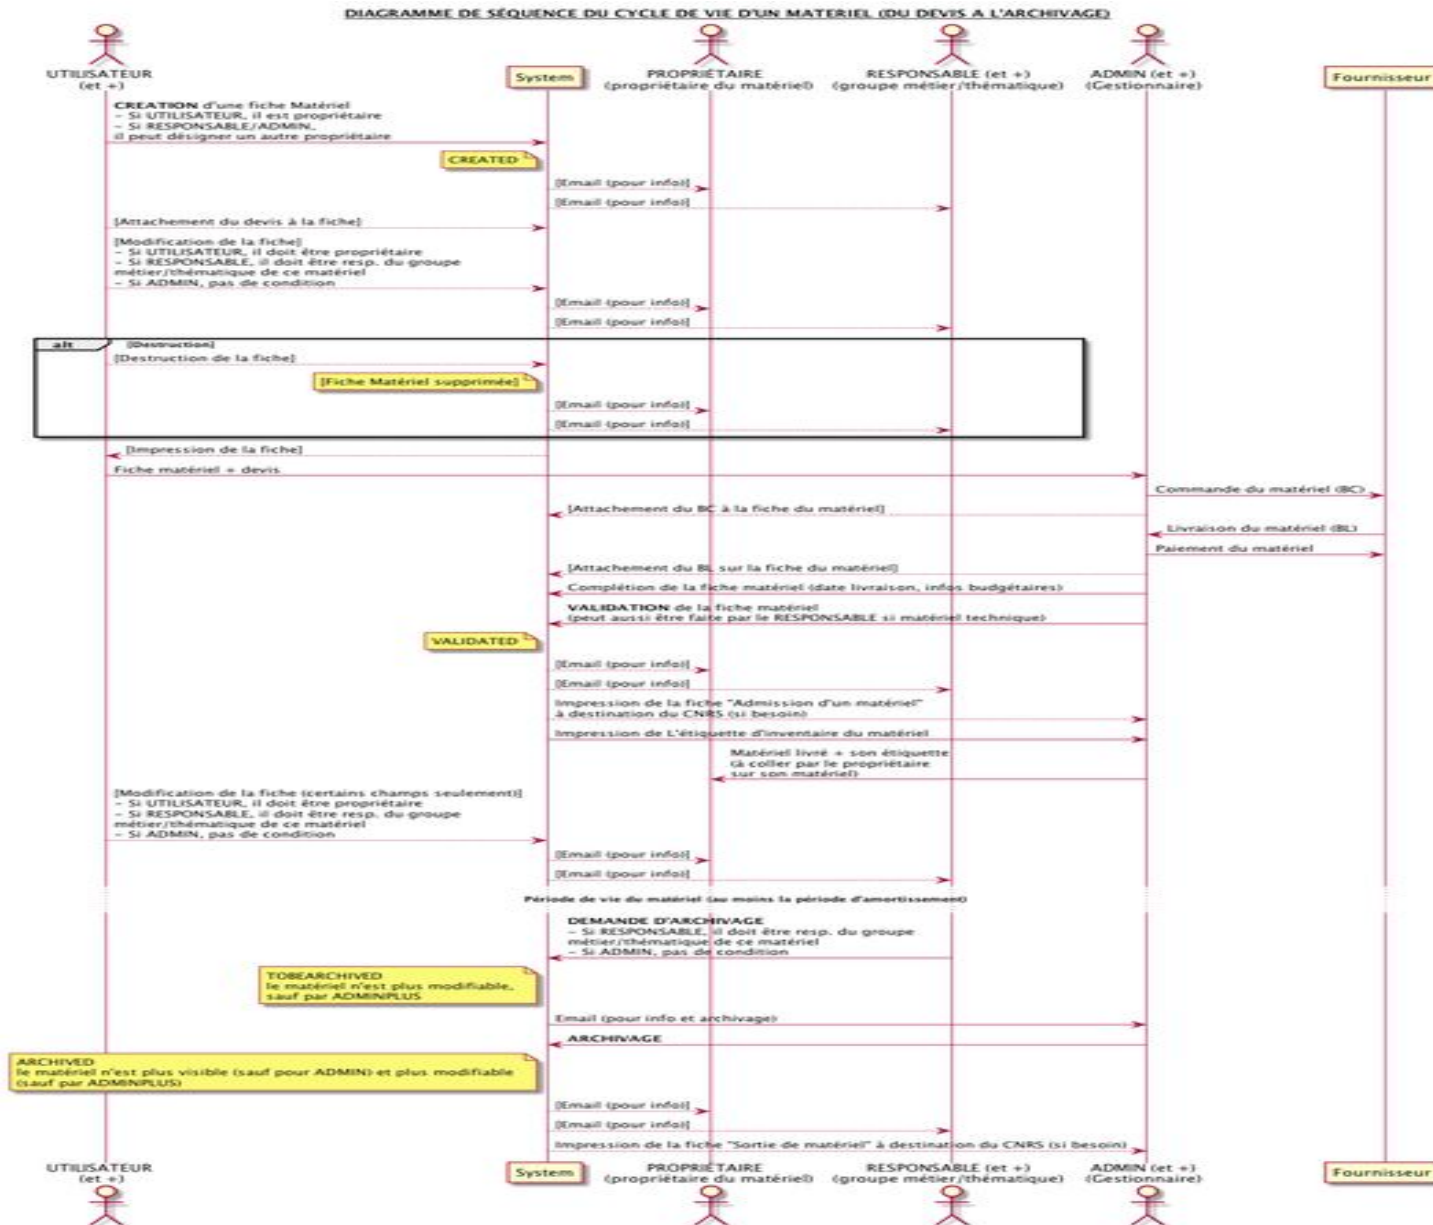 DIAGRAMME DE SÉQUENCE DU CYCLE DE VIE D'UN MATERIEL (DU DEVIS A L'ARCHIVAGE)
UTILISATEUR
(et +)
System
PROPRIÉTAIRE
(propriétaire du matériel)
RESPONSABLE (et +)
(groupe métier/thématique)
ADMIN (et +)
(Gestionnaire)
Fournisseur
CREATION d'une fiche Matériel
- Si UTILISATEUR, il est propriétaire
- Si RESPONSABLE/ADMIN,
il peut désigner un autre propriétaire
CREATED
[Email (pour info)]
[Email (pour info)]
[Attachement du devis à la fiche]
[Modification de la fiche]
- Si UTILISATEUR, il doit être propriétaire
- Si RESPONSABLE, il doit être resp. du groupe
métier/thématique de ce matériel
- Si ADMIN, pas de condition
[Email (pour info)]
[Email (pour info)]
alt
[Destruction]
[Destruction de la fiche]
[Fiche Matériel supprimée]
[Email (pour info)]
[Email (pour info)]
[Impression de la fiche]
Fiche matériel + devis
Commande du matériel (BC)
[Attachement du BC à la fiche du matériel]
Livraison du matériel (BL)
Paiement du matériel
[Attachement du BL sur la fiche du matériel]
Complétion de la fiche matériel (date livraison, infos budgétaires)
VALIDATION de la fiche matériel
(peut aussi être faite par le RESPONSABLE si matériel technique)
VALIDATED
[Email (pour info)]
[Email (pour info)]
Impression de la fiche "Admission d'un matériel"
à destination du CNRS (si besoin)
Impression de L'étiquette d'inventaire du matériel
Matériel livré + son étiquette
(à coller par le propriétaire
sur son matériel)
[Modification de la fiche (certains champs seulement)]
- Si UTILISATEUR, il doit être propriétaire
- Si RESPONSABLE, il doit être resp. du groupe
métier/thématique de ce matériel
- Si ADMIN, pas de condition
[Email (pour info)]
[Email (pour info)]
Période de vie du matériel (au moins la période d'amortissement)
DEMANDE D'ARCHIVAGE
- Si RESPONSABLE, il doit être resp. du groupe
métier/thématique de ce matériel
- Si ADMIN, pas de condition
TOBEARCHIVED
le matériel n'est plus modifiable,
sauf par ADMINPLUS
Email (pour info et archivage)
ARCHIVAGE
ARCHIVED
le matériel n'est plus visible (sauf pour ADMIN) et plus modifiable
(sauf par ADMINPLUS)
[Email (pour info)]
[Email (pour info)]
Impression de la fiche "Sortie de matériel" à destination du CNRS (si besoin)
UTILISATEUR
(et +)
System
PROPRIÉTAIRE
(propriétaire du matériel)
RESPONSABLE (et +)
(groupe métier/thématique)
ADMIN (et +)
(Gestionnaire)
Fournisseur